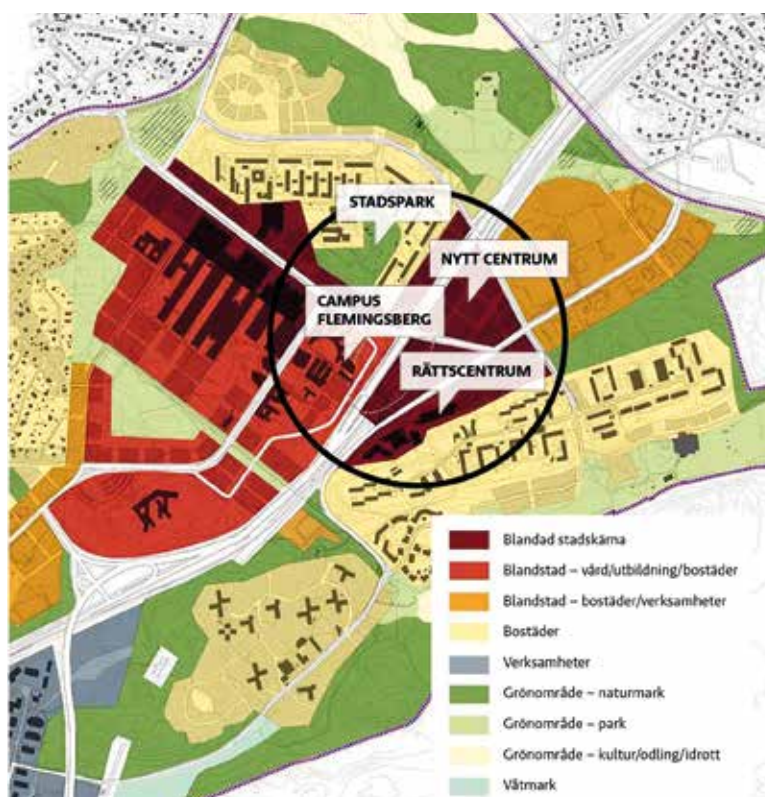 STADSPARK
NYTT CENTRUM
CAMPUS
FLEMINGSBERG
RÄTTSCENTRUM
Blandad stadskärna
Blandstad – vård/utbildning/bostäder
Blandstad – bostäder/verksamheter
Bostäder
Verksamheter
Grönområde – naturmark
Grönområde – park
Grönområde – kultur/odling/idrott
Våtmark